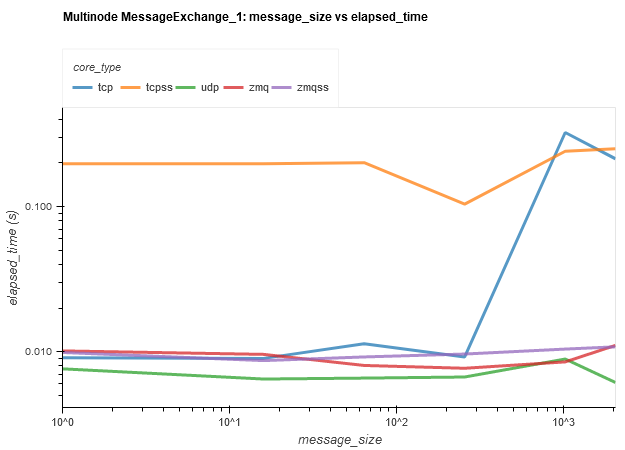 Multinode MessageExchange_1: message_size vs elapsed_time
core_type
tcp tcpss udp zmq zmqss
elapsed_time (s)
0.100
0.010
10^0 10^1 10^2 10^3
message_size